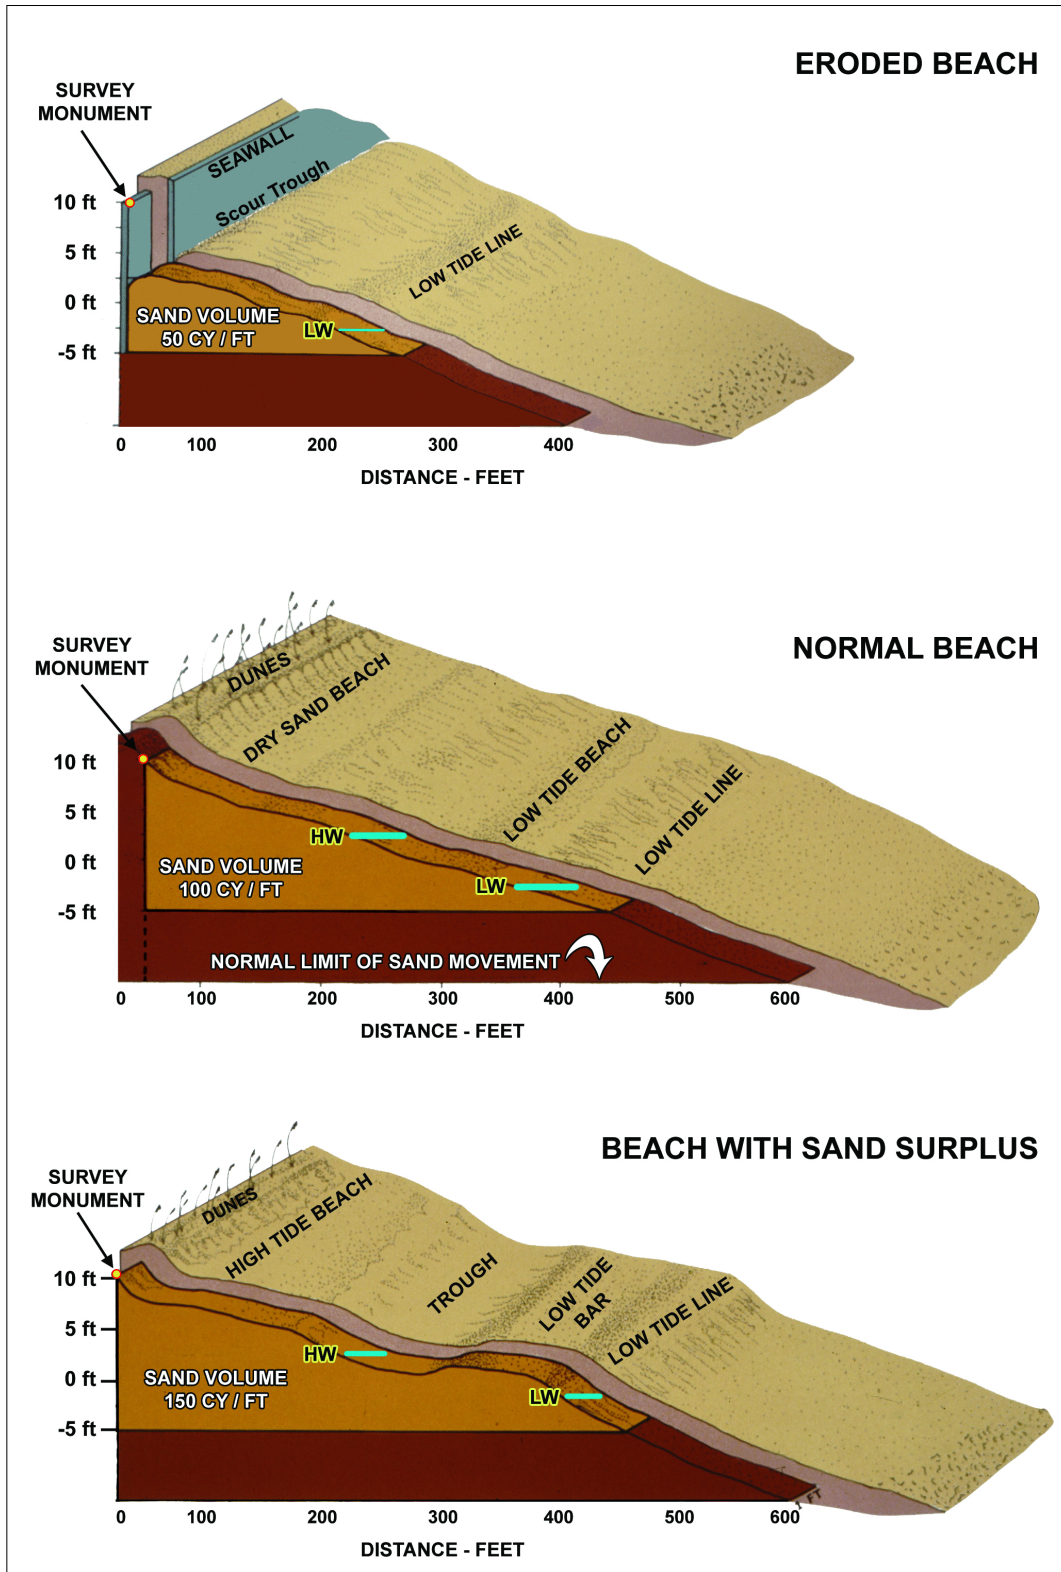 ERODED BEACH
SURVEY
MONUMENT
SEAWALL
Scour Trough
LOW TIDE LINE
10 ft
5 ft
0 ft
-5 ft
SAND VOLUME
50 CY / FT
LW
0 100 200 300 400
DISTANCE - FEET
NORMAL BEACH
SURVEY
MONUMENT
DUNES
DRY SAND BEACH
LOW TIDE BEACH
LOW TIDE LINE
10 ft
5 ft
0 ft
-5 ft
HW
SAND VOLUME
100 CY / FT
LW
NORMAL LIMIT OF SAND MOVEMENT
0 100 200 300 400 500 600
DISTANCE - FEET
BEACH WITH SAND SURPLUS
SURVEY
MONUMENT
DUNES
HIGH TIDE BEACH
TROUGH
LOW TIDE
BAR
LOW TIDE LINE
10 ft
5 ft
0 ft
-5 ft
HW
SAND VOLUME
150 CY / FT
LW
1 FT
0 100 200 300 400 500 600
DISTANCE - FEET